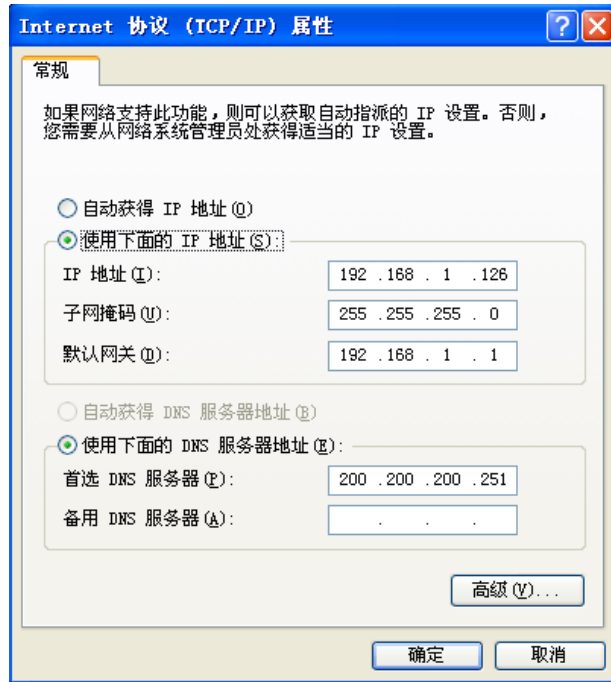 Internet 协议 (TCP/IP) 属性
常规
如果网络支持此功能，则可以获取自动指派的 IP 设置。否则，
您需要从网络系统管理员处获得适当的 IP 设置。
自动获得 IP 地址(O)
使用下面的 IP 地址(S):
IP 地址(I): 192 .168 . 1 .126
子网掩码(U): 255 .255 .255 . 0
默认网关(D): 192 .168 . 1 . 1
自动获得 DNS 服务器地址(B)
使用下面的 DNS 服务器地址(E):
首选 DNS 服务器(P): 200 .200 .200 .251
备用 DNS 服务器(A): . . .
高级(V)...
确定 取消